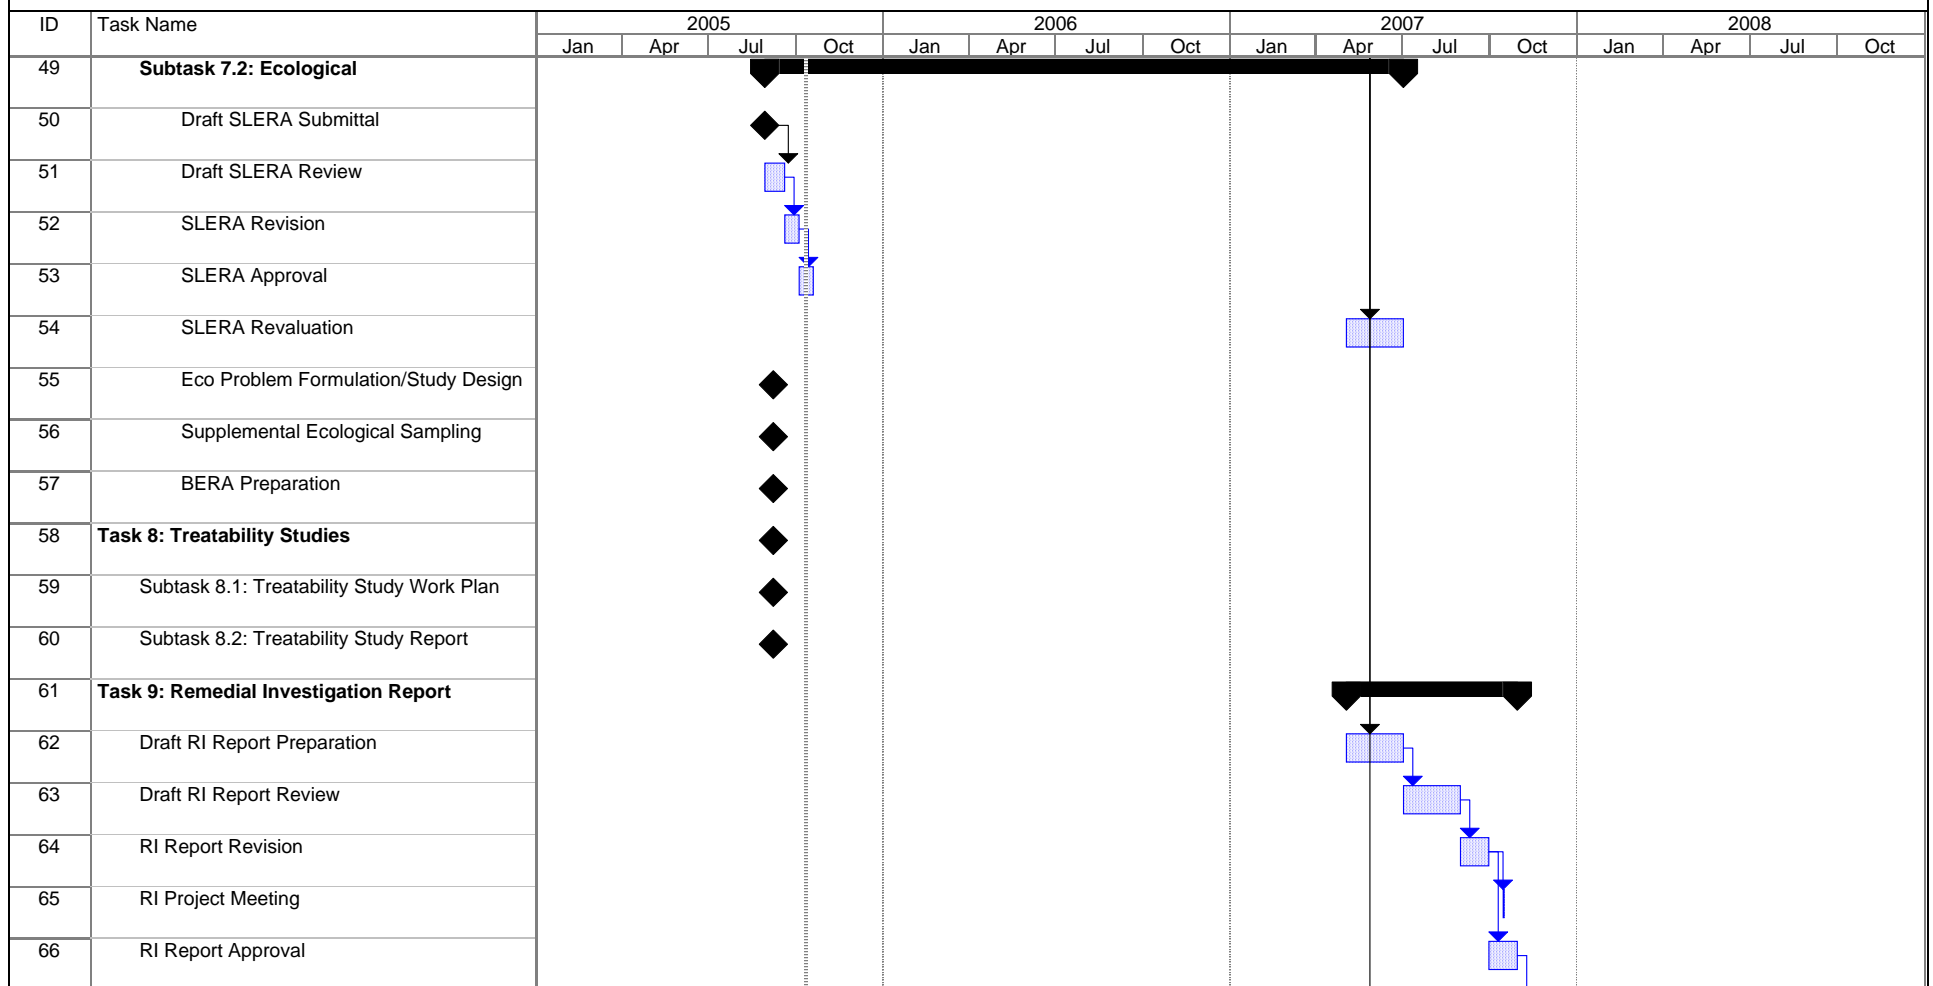 ID Task Name 2005 2006 2007 2008
Jan Apr Jul Oct Jan Apr Jul Oct Jan Apr Jul Oct Jan Apr Jul Oct
49 Subtask 7.2: Ecological
50 Draft SLERA Submittal
51 Draft SLERA Review
52 SLERA Revision
53 SLERA Approval
54 SLERA Revaluation
55 Eco Problem Formulation/Study Design
56 Supplemental Ecological Sampling
57 BERA Preparation
58 Task 8: Treatability Studies
59 Subtask 8.1: Treatability Study Work Plan
60 Subtask 8.2: Treatability Study Report
61 Task 9: Remedial Investigation Report
62 Draft RI Report Preparation
63 Draft RI Report Review
64 RI Report Revision
65 RI Project Meeting
66 RI Report Approval